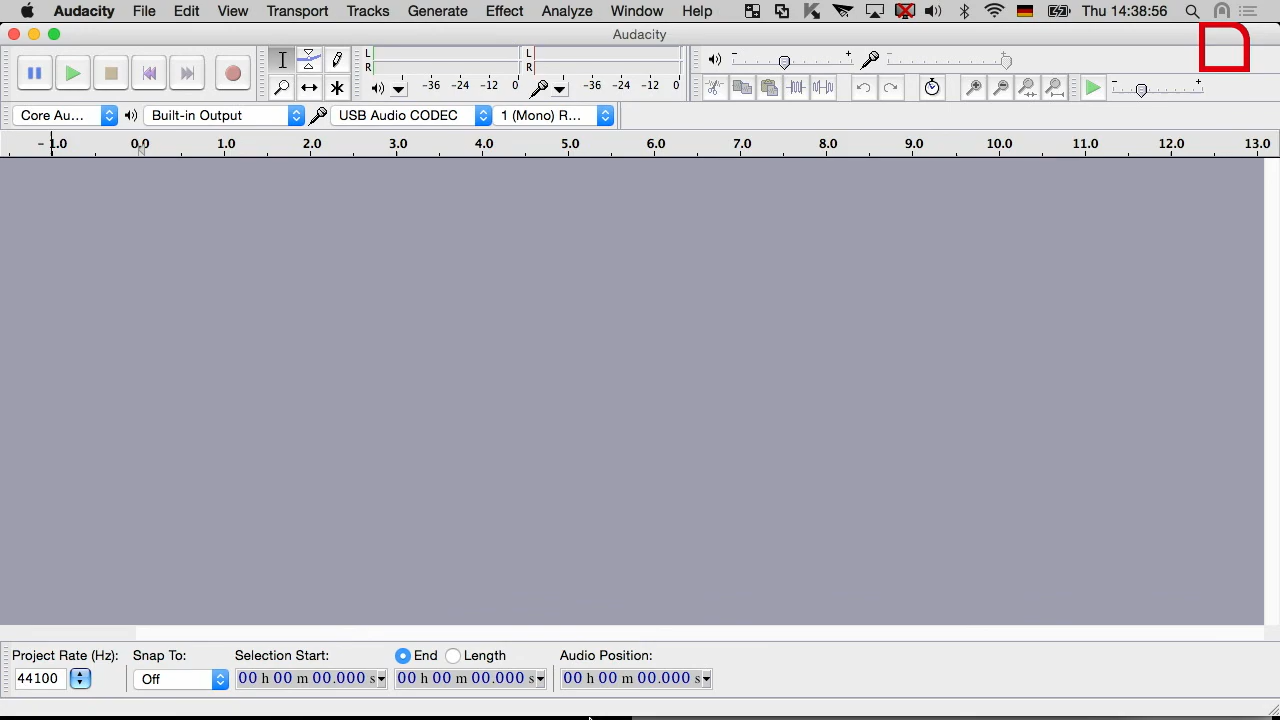 Audacity File Edit View Transport Tracks Generate Effect Analyze Window Help Thu 14:38:56
Audacity
L R -36 -24 -12 0 L R -36 -24 -12 0
Core Au... Built-in Output USB Audio CODEC 1 (Mono) R...
- 1.0 0.0 1.0 2.0 3.0 4.0 5.0 6.0 7.0 8.0 9.0 10.0 11.0 12.0 13.0
Project Rate (Hz): Snap To: Selection Start: End Length Audio Position:
44100 Off 00 h 00 m 00.000 s 00 h 00 m 00.000 s 00 h 00 m 00.000 s